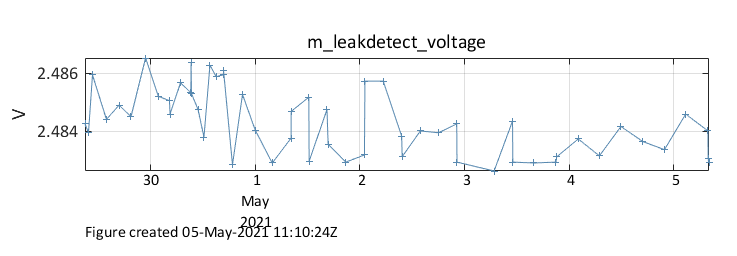 m_leakdetect_voltage
2.486
V
2.484
30 1 2 3 4 5
May
2021
Figure created 05-May-2021 11:10:24Z